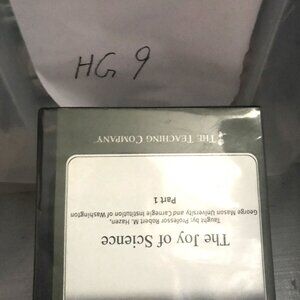 HG 9
THE TEACHING COMPANY
The Joy of Science
Taught by: Professor Robert M. Hazen,
George Mason University and Carnegie Institution of Washington
Part 1